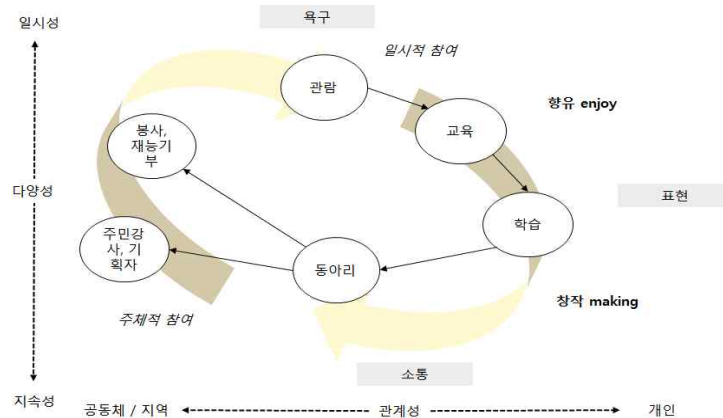 일시성
욕구
일시적 참여
관람
향유 enjoy
교육
봉사,
재능기
부
다양성
표현
학습
주민강
사, 기
획자
동아리
창작 making
주체적 참여
소통
지속성
공동체 / 지역
관계성
개인